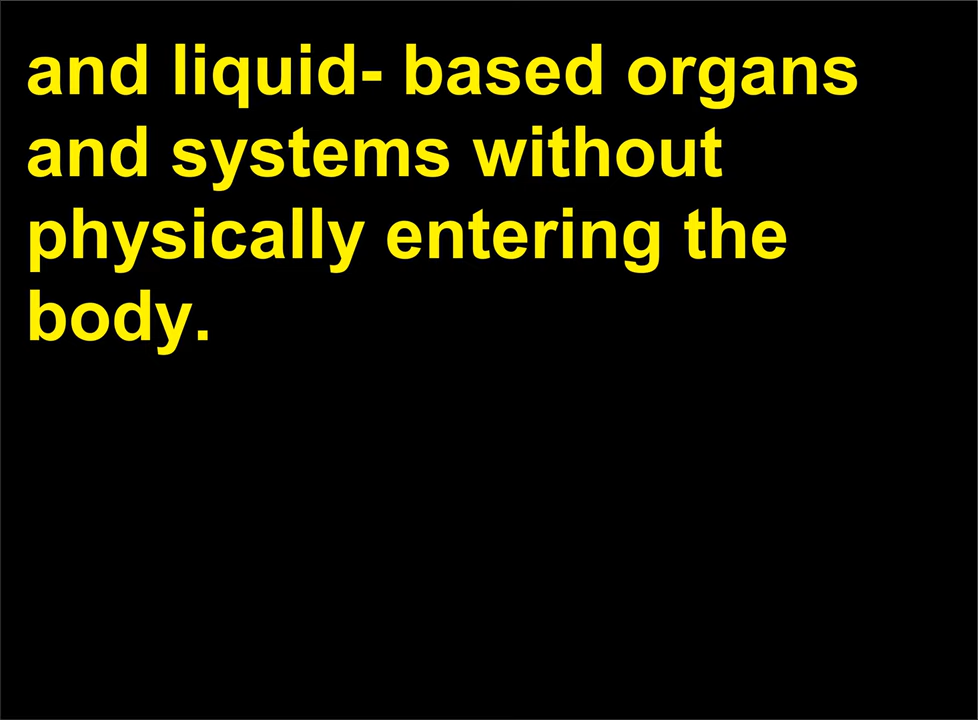 and liquid- based organs
and systems without
physically entering the
body.